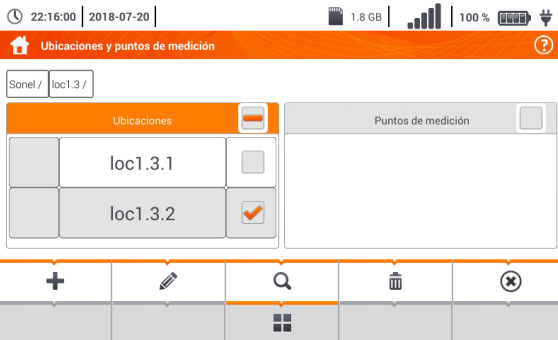 22:16:00 2018-07-20 1.8 GB 100 %
Ubicaciones y puntos de medición ?
Sonel / loc1.3 /
Ubicaciones Puntos de medición
loc1.3.1
loc1.3.2